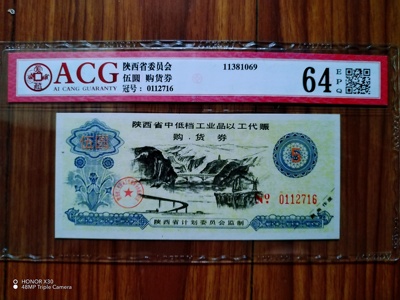 ACG
AI CANG GUARANTY
陕西省委员会
伍圆 购货券
冠号：0112716
11381069
64
EPQ
陕西省中低档工业品以工代赈
购货券
0112716
陕西省计划委员会监制
HONOR X30
48MP Triple Camera